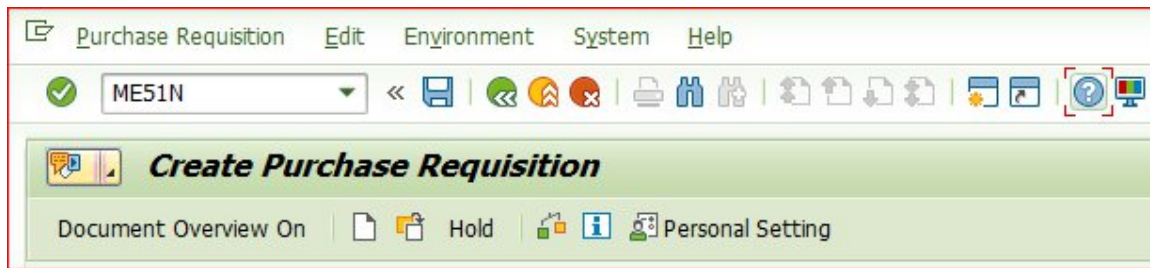 Purchase Requisition Edit Environment System Help
ME51N
Create Purchase Requisition
Document Overview On Hold Personal Setting